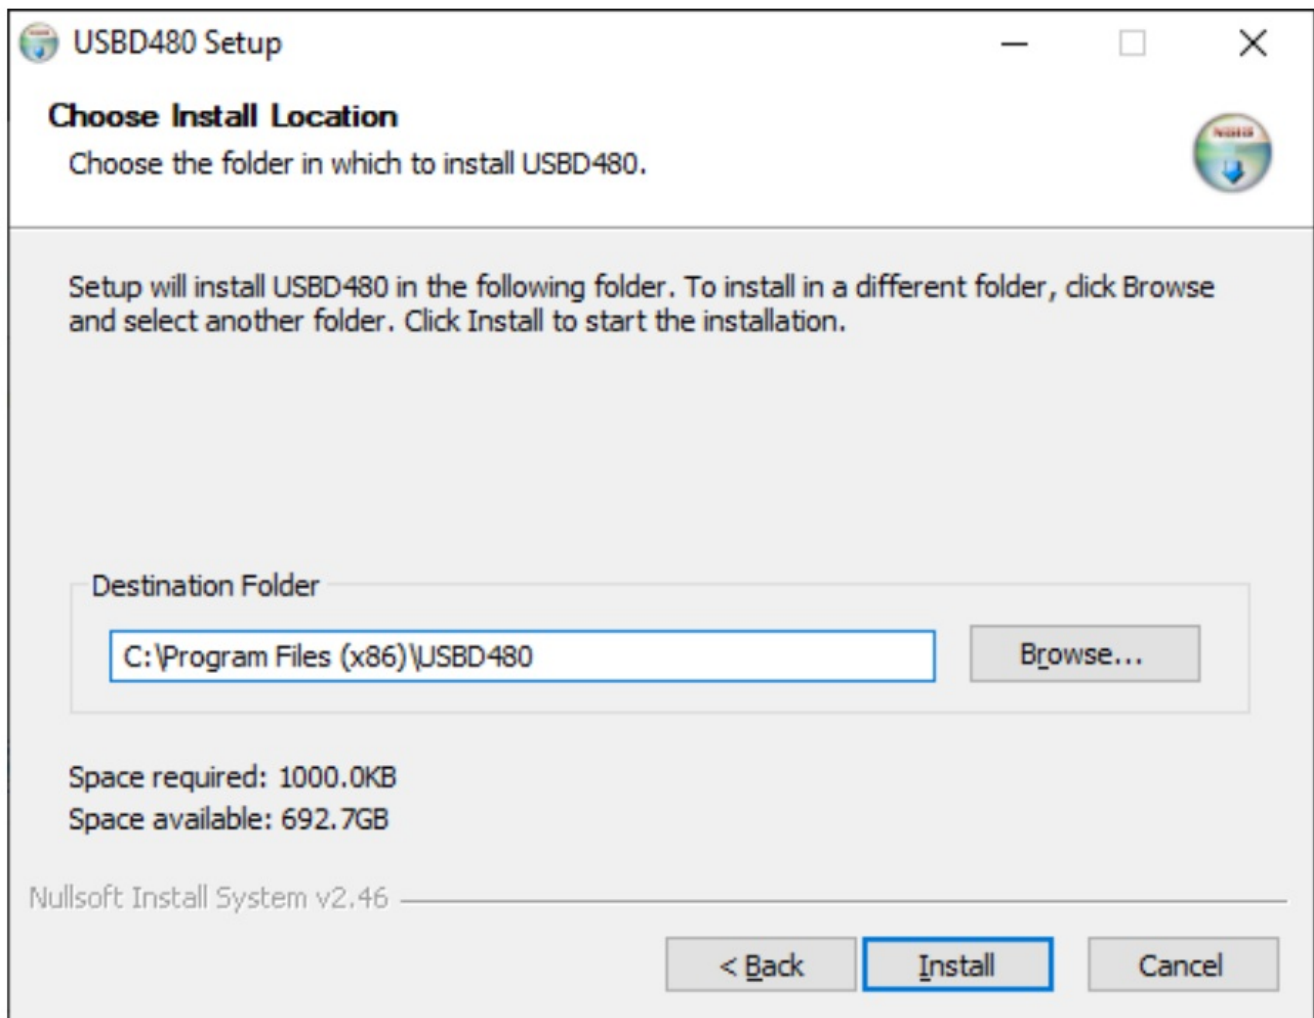 USBD480 Setup
Choose Install Location
Choose the folder in which to install USBD480.
NSIS
Setup will install USBD480 in the following folder. To install in a different folder, click Browse
and select another folder. Click Install to start the installation.
Destination Folder
C:\Program Files (x86)\USBD480
Browse...
Space required: 1000.0KB
Space available: 692.7GB
Nullsoft Install System v2.46
< Back
Install
Cancel